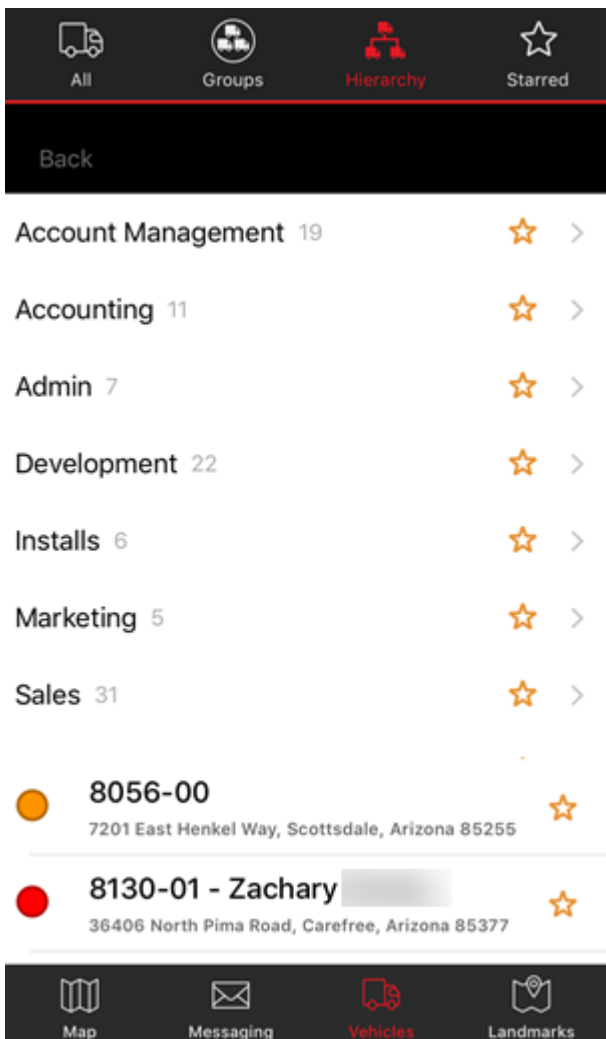 All Groups Hierarchy Starred
Back
Account Management 19
Accounting 11
Admin 7
Development 22
Installs 6
Marketing 5
Sales 31
8056-00
7201 East Henkel Way, Scottsdale, Arizona 85255
8130-01 - Zachary
36406 North Pima Road, Carefree, Arizona 85377
Map Messaging Vehicles Landmarks